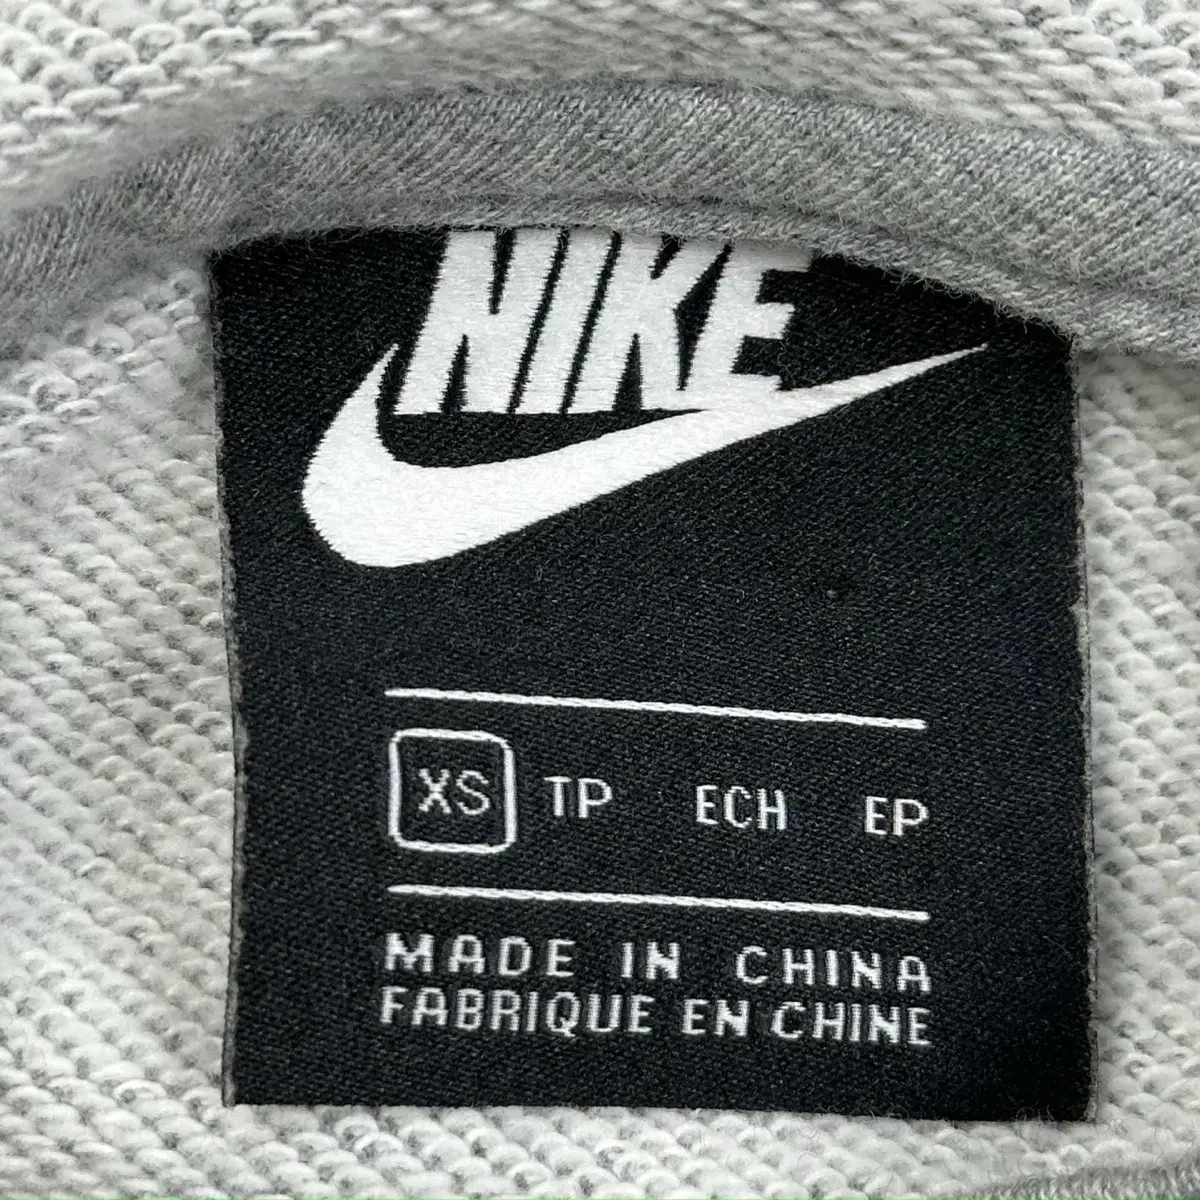 NIKE
XS TP ECH EP
MADE IN CHINA
FABRIQUE EN CHINE